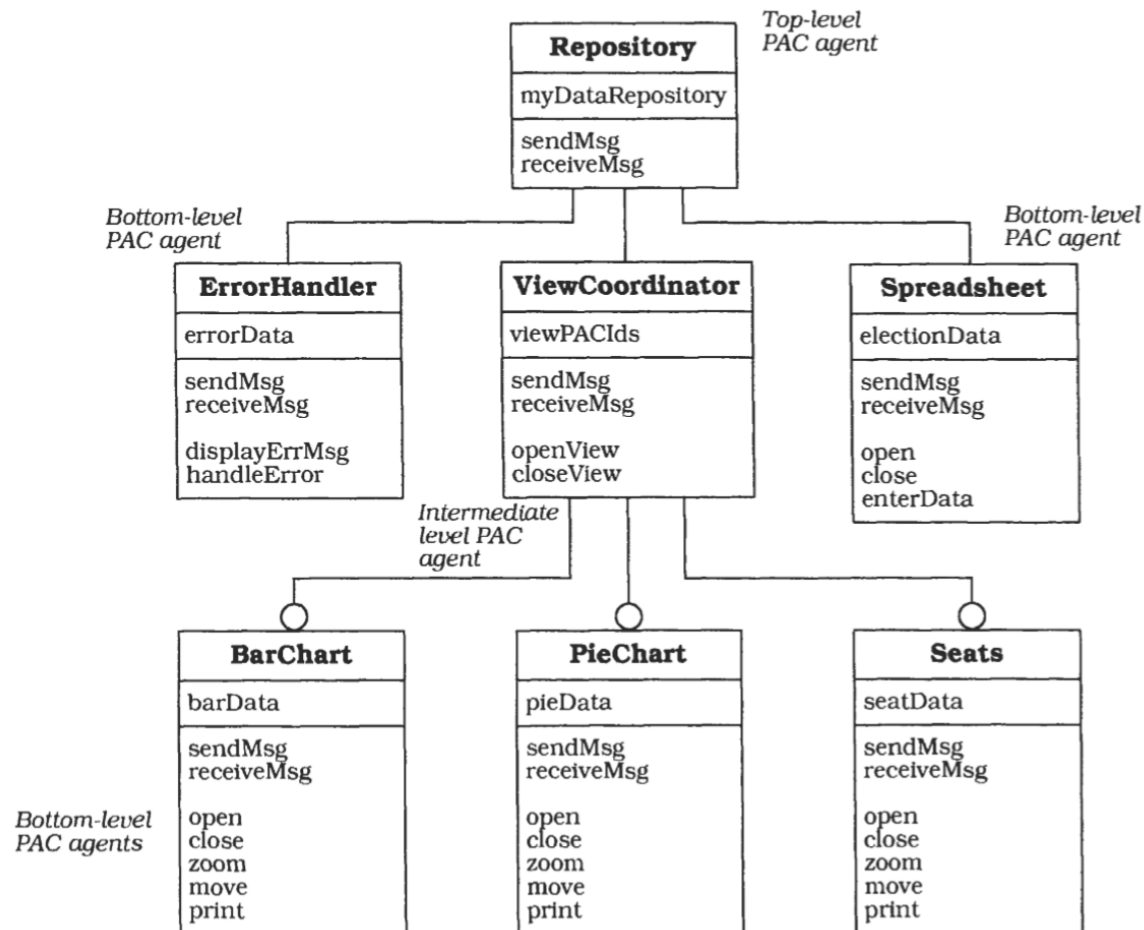 Top-level
PAC agent
Repository
myDataRepository
sendMsg
receiveMsg
Bottom-level
PAC agent
Bottom-level
PAC agent
ErrorHandler
errorData
sendMsg
receiveMsg
displayErrMsg
handleError
ViewCoordinator
viewPACIds
sendMsg
receiveMsg
openView
closeView
Spreadsheet
electionData
sendMsg
receiveMsg
open
close
enterData
Intermediate
level PAC
agent
BarChart
barData
sendMsg
receiveMsg
open
close
zoom
move
print
PieChart
pieData
sendMsg
receiveMsg
open
close
zoom
move
print
Seats
seatData
sendMsg
receiveMsg
open
close
zoom
move
print
Bottom-level
PAC agents